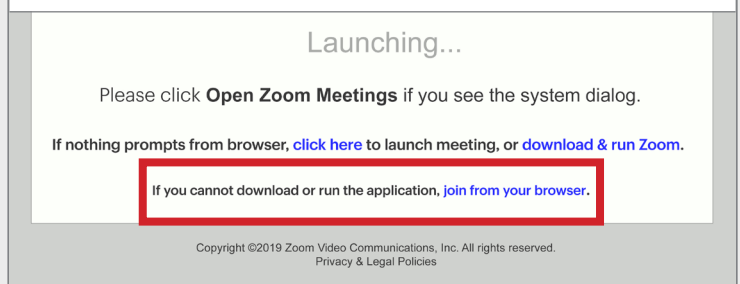 Launching...
Please click Open Zoom Meetings if you see the system dialog.
If nothing prompts from browser, click here to launch meeting, or download & run Zoom.
If you cannot download or run the application, join from your browser.
Copyright ©2019 Zoom Video Communications, Inc. All rights reserved.
Privacy & Legal Policies